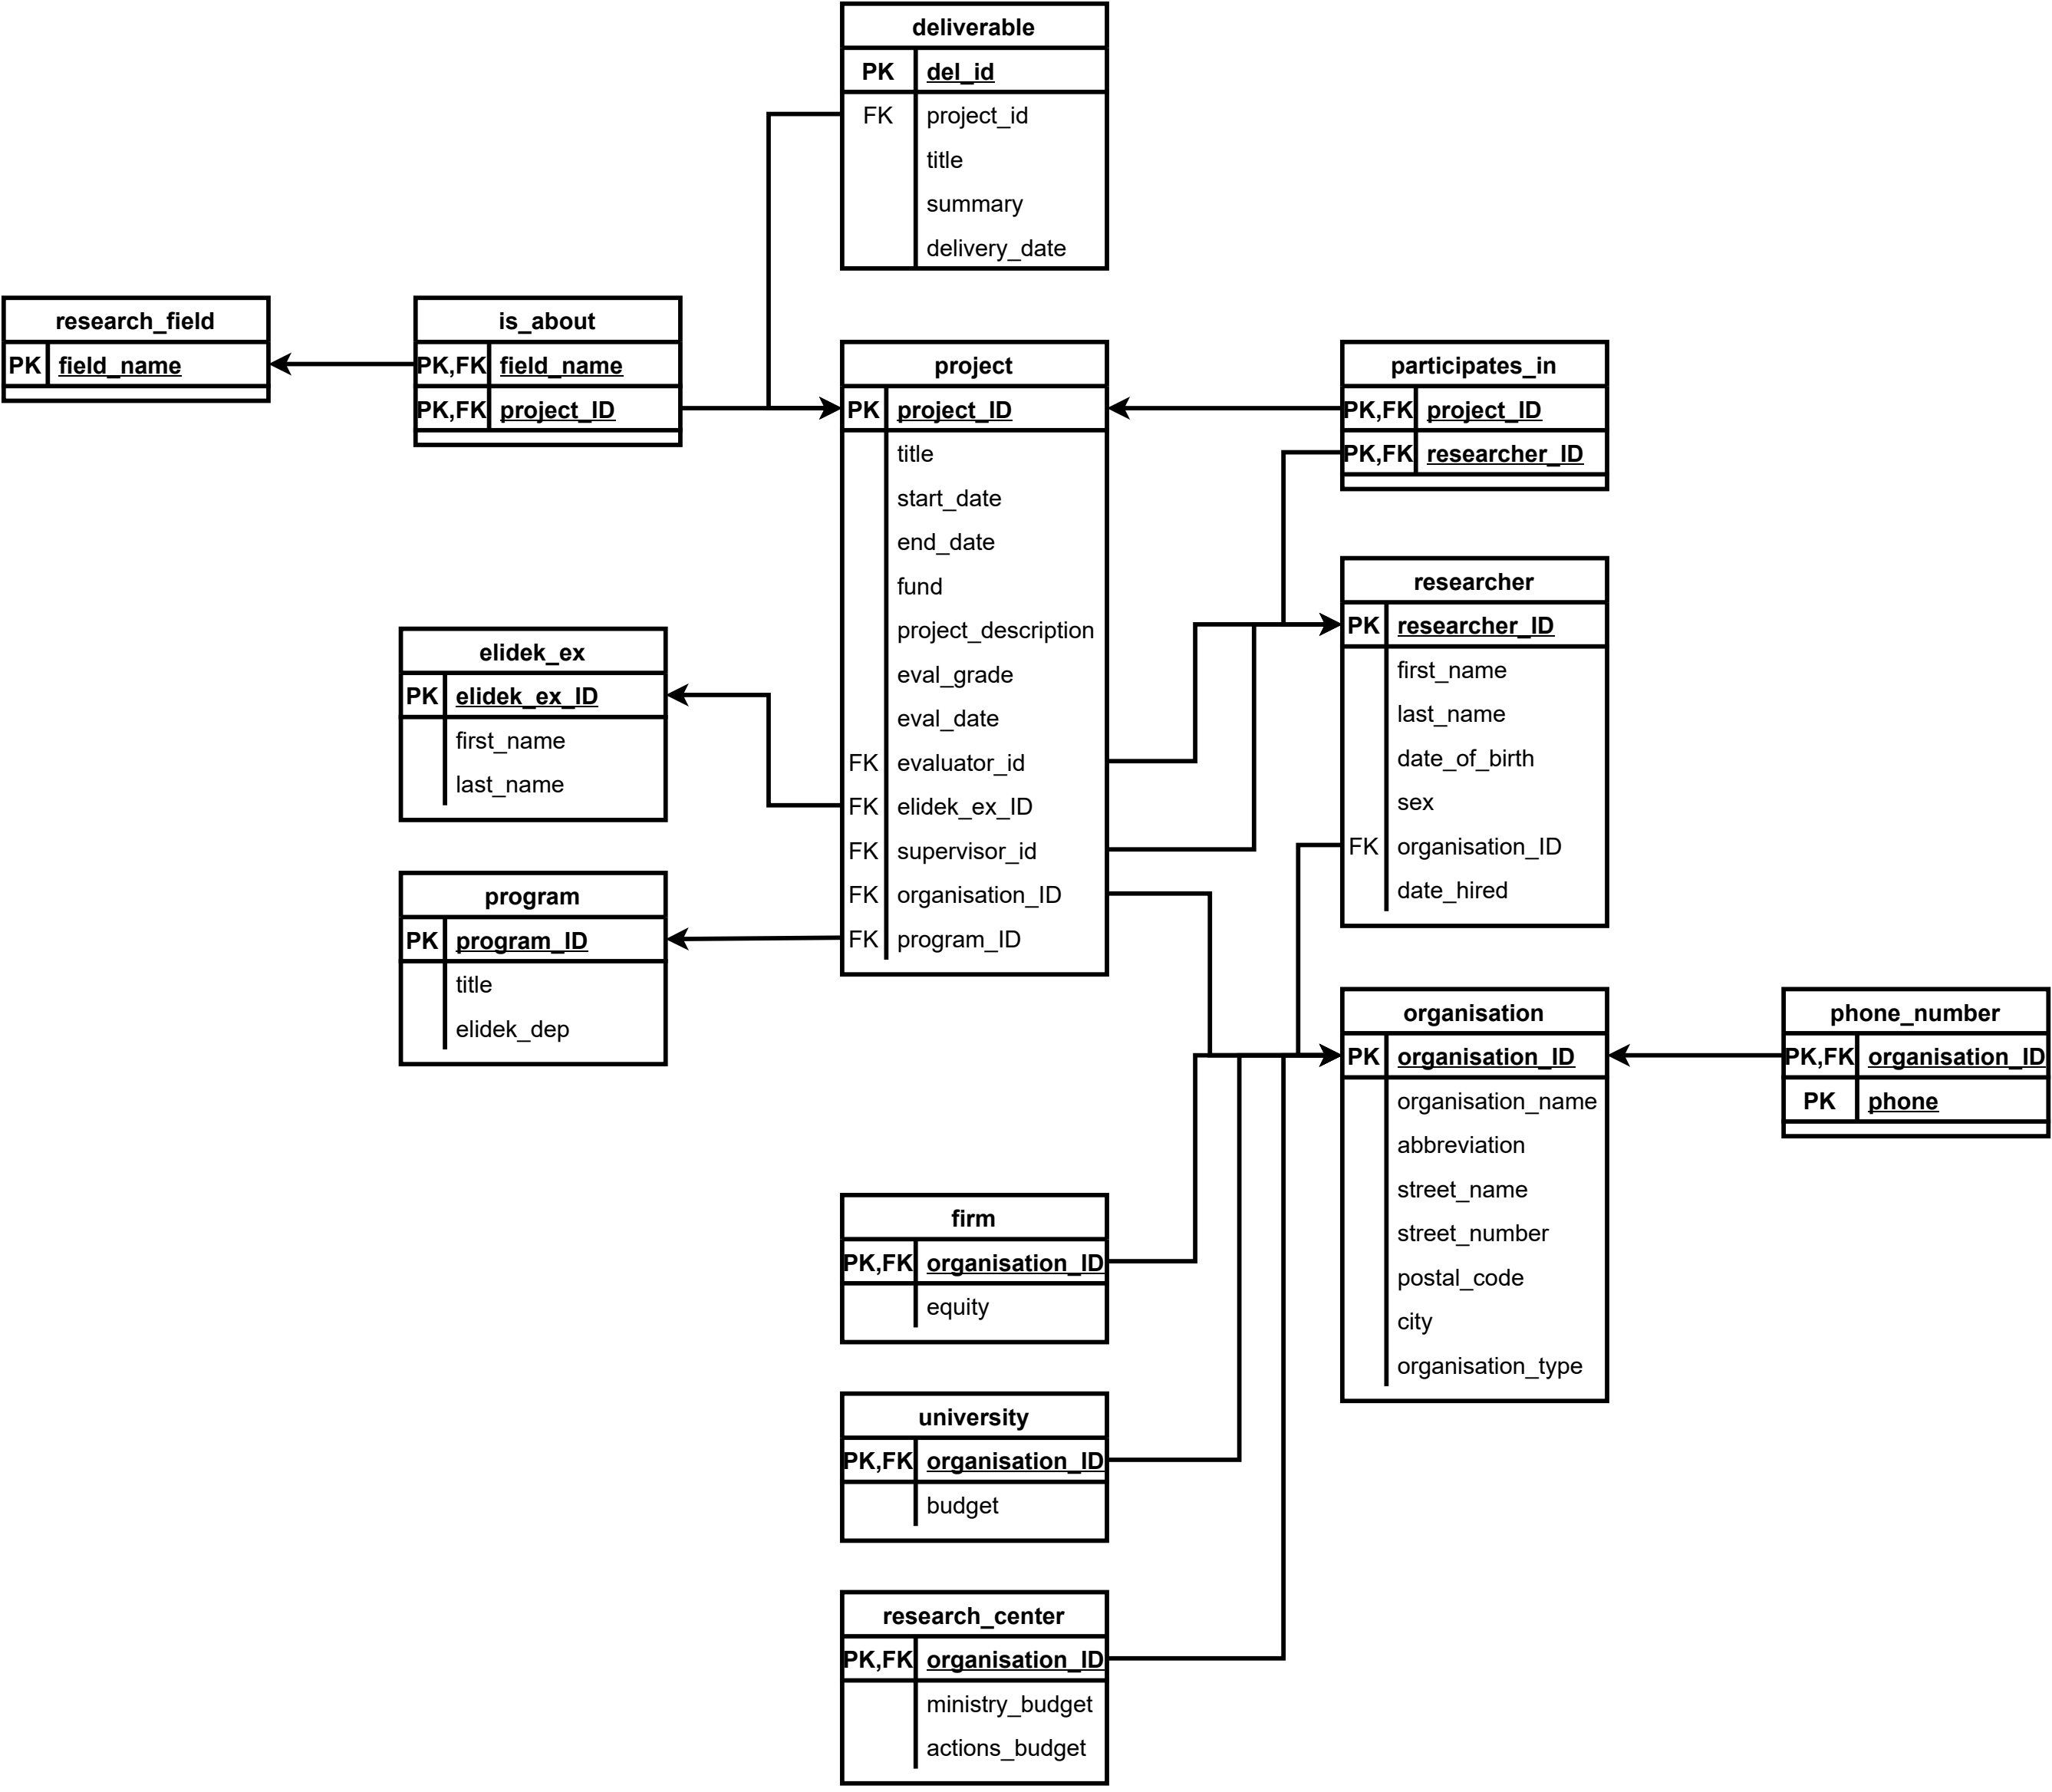 deliverable
PK del_id
FK project_id
title
summary
delivery_date
research_field
PK field_name
is_about
PK,FK field_name
PK,FK project_ID
project
PK project_ID
title
start_date
end_date
fund
project_description
eval_grade
eval_date
FK evaluator_id
FK elidek_ex_ID
FK supervisor_id
FK organisation_ID
FK program_ID
participates_in
PK,FK project_ID
PK,FK researcher_ID
researcher
PK researcher_ID
first_name
last_name
date_of_birth
sex
FK organisation_ID
date_hired
elidek_ex
PK elidek_ex_ID
first_name
last_name
program
PK program_ID
title
elidek_dep
organisation
PK organisation_ID
organisation_name
abbreviation
street_name
street_number
postal_code
city
organisation_type
phone_number
PK,FK organisation_ID
PK phone
firm
PK,FK organisation_ID
equity
university
PK,FK organisation_ID
budget
research_center
PK,FK organisation_ID
ministry_budget
actions_budget